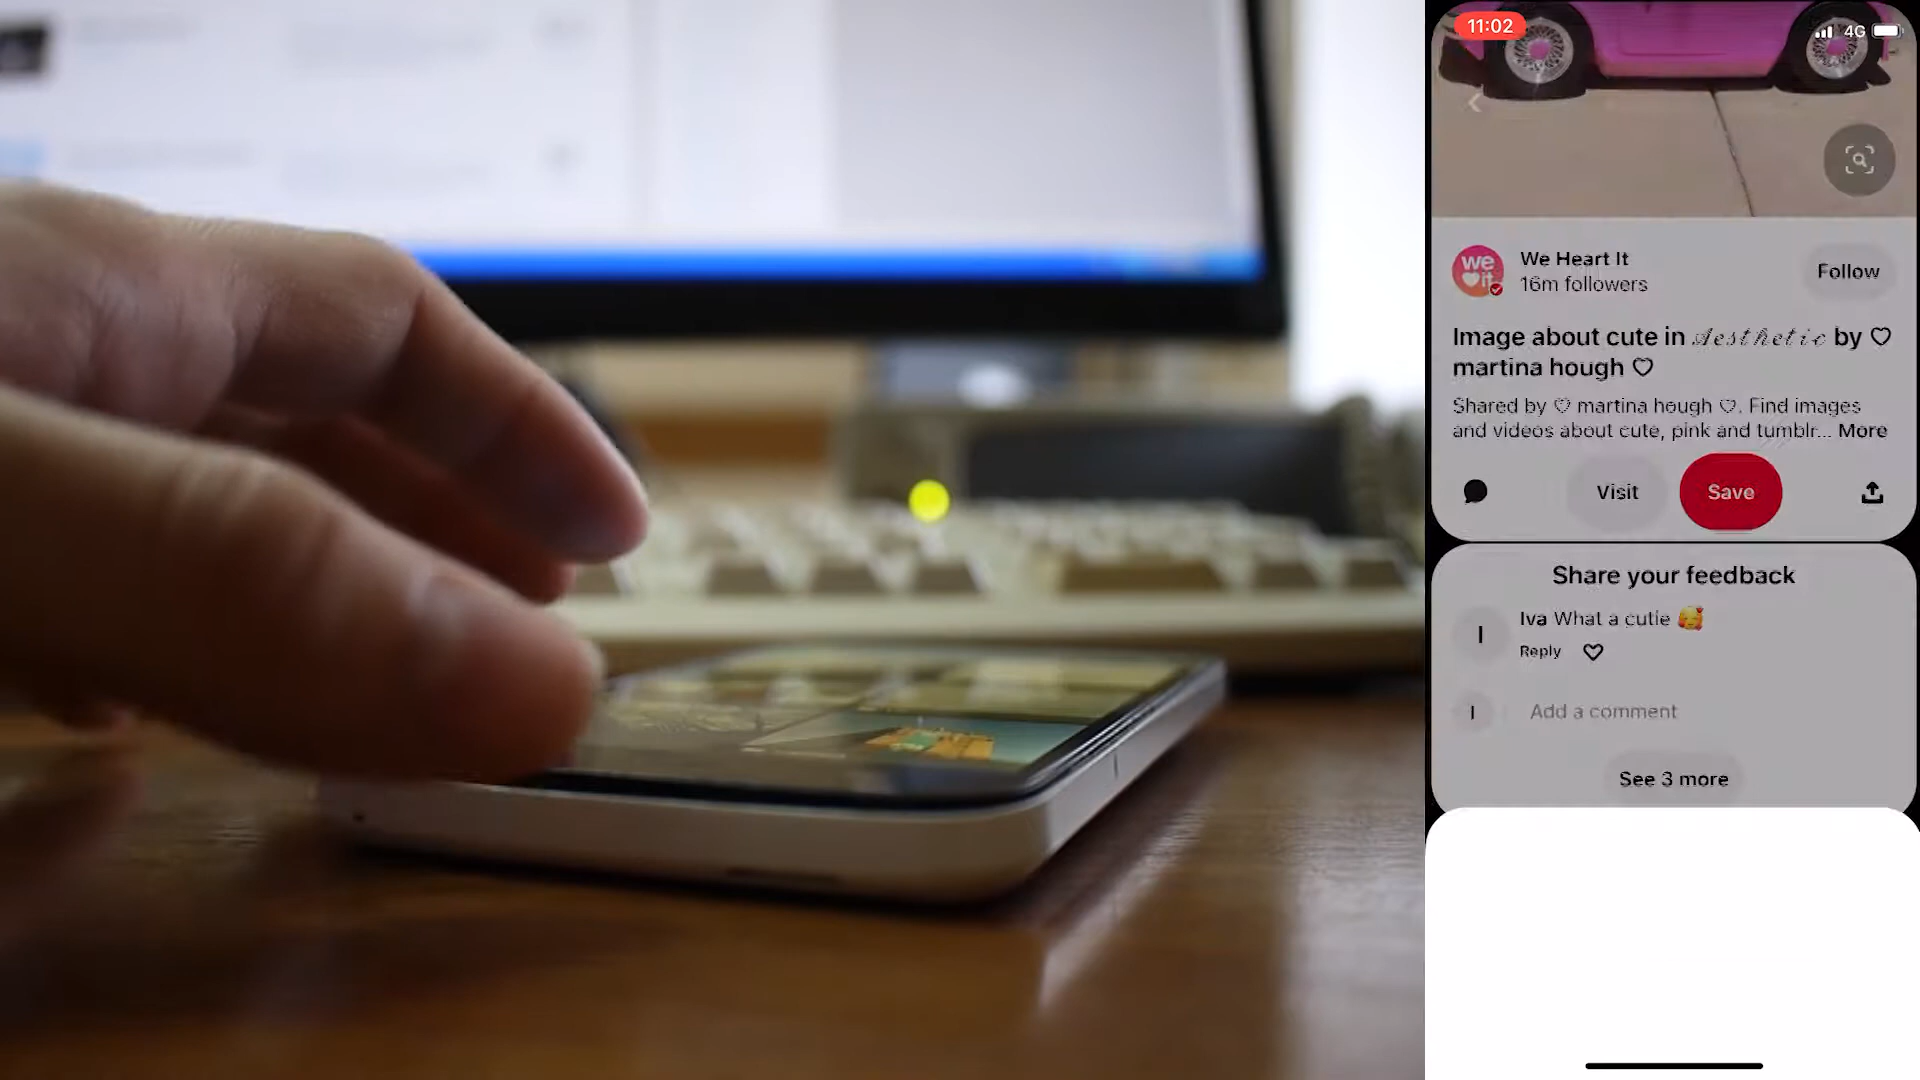 11:02
4G
we
it
We Heart It
16m followers
Follow
Image about cute in 𝒜𝑒𝓈𝓉𝒽𝑒𝓉𝒾𝒸 by ♡
martina hough ♡
Shared by ♡ martina hough ♡. Find images
and videos about cute, pink and tumblr... More
Visit
Save
Share your feedback
I
Iva What a cutie 🥰
Reply
I
Add a comment
See 3 more